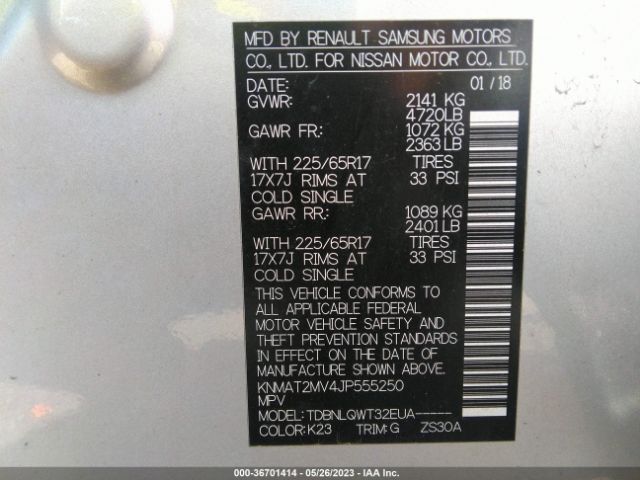 MFD BY RENAULT SAMSUNG MOTORS
CO., LTD. FOR NISSAN MOTOR CO., LTD.
DATE: 01/18
GVWR: 2141 KG
4720LB
GAWR FR.: 1072 KG
2363 LB
WITH 225/65R17 TIRES
17X7J RIMS AT 33 PSI
COLD SINGLE
GAWR RR.: 1089 KG
2401 LB
WITH 225/65R17 TIRES
17X7J RIMS AT 33 PSI
COLD SINGLE
THIS VEHICLE CONFORMS TO
ALL APPLICABLE FEDERAL
MOTOR VEHICLE SAFETY AND
THEFT PREVENTION STANDARDS
IN EFFECT ON THE DATE OF
MANUFACTURE SHOWN ABOVE.
KNMAT2MV4JP555250
MPV
MODEL: TDBNLQWT32EUA-----
COLOR: K23 TRIM: G ZS30A
000-36701414 - 05/26/2023 - IAA Inc.